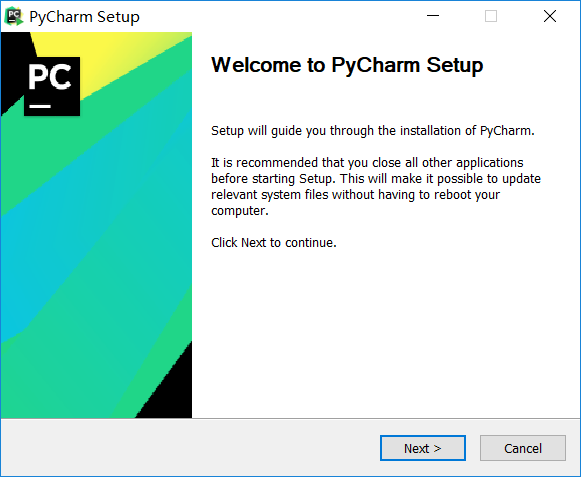 PyCharm Setup
PC
Welcome to PyCharm Setup
Setup will guide you through the installation of PyCharm.
It is recommended that you close all other applications
before starting Setup. This will make it possible to update
relevant system files without having to reboot your
computer.
Click Next to continue.
Next >
Cancel